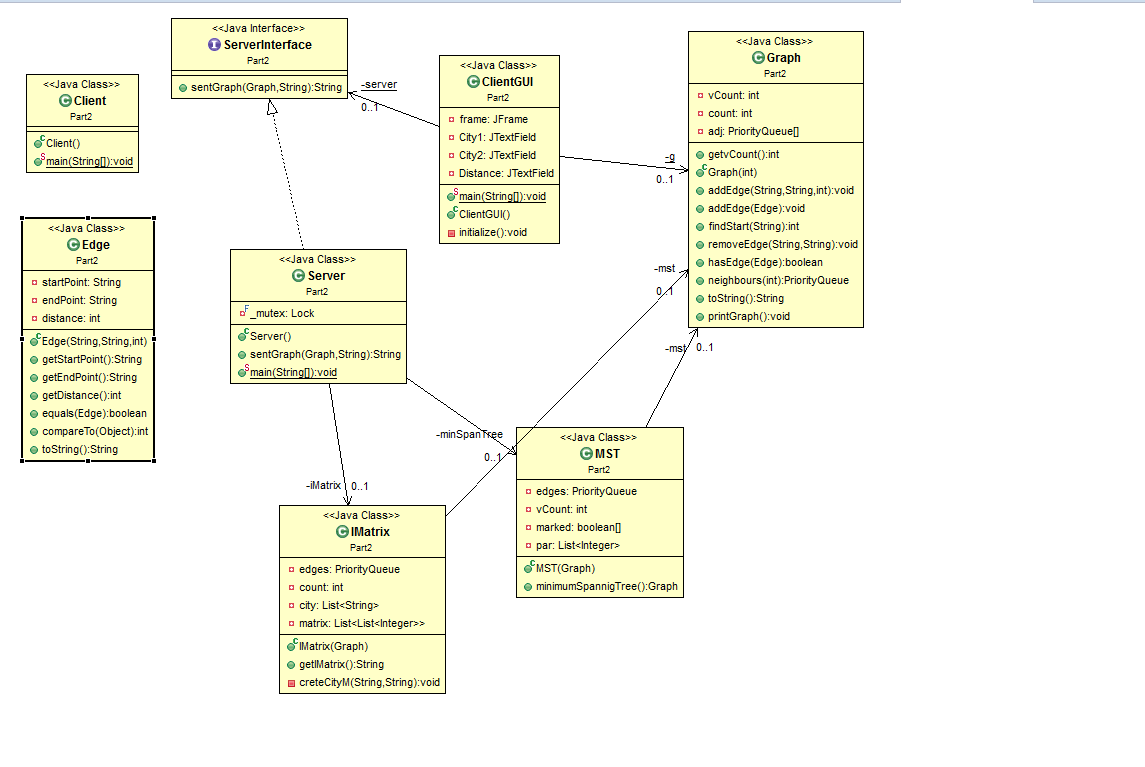 <<Java Interface>>
I ServerInterface
Part2
sentGraph(Graph,String):String
<<Java Class>>
C Client
Part2
C Client()
S main(String[]):void
<<Java Class>>
C ClientGUI
Part2
frame: JFrame
City1: JTextField
City2: JTextField
Distance: JTextField
S main(String[]):void
C ClientGUI()
initialize():void
-server
0..1
<<Java Class>>
C Graph
Part2
vCount: int
count: int
adj: PriorityQueue[]
getvCount():int
C Graph(int)
addEdge(String,String,int):void
addEdge(Edge):void
findStart(String):int
removeEdge(String,String):void
hasEdge(Edge):boolean
neighbours(int):PriorityQueue
toString():String
printGraph():void
-g
0..1
<<Java Class>>
C Edge
Part2
startPoint: String
endPoint: String
distance: int
C Edge(String,String,int)
getStartPoint():String
getEndPoint():String
getDistance():int
equals(Edge):boolean
compareTo(Object):int
toString():String
<<Java Class>>
C Server
Part2
F _mutex: Lock
C Server()
sentGraph(Graph,String):String
S main(String[]):void
-mst
0..1
-mst
0..1
-minSpanTree
0..1
-iMatrix
0..1
<<Java Class>>
C MST
Part2
edges: PriorityQueue
vCount: int
marked: boolean[]
par: List<Integer>
C MST(Graph)
minimumSpannigTree():Graph
<<Java Class>>
C IMatrix
Part2
edges: PriorityQueue
count: int
city: List<String>
matrix: List<List<Integer>>
C IMatrix(Graph)
getIMatrix():String
creteCityM(String,String):void